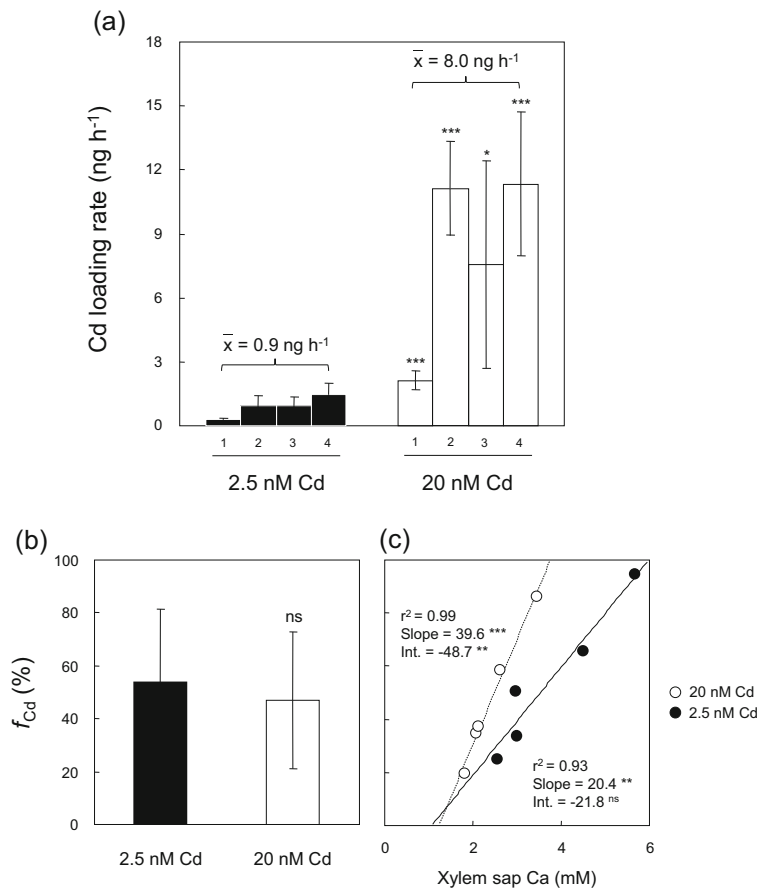 (a)
Cd loading rate (ng h⁻¹)
18
15
12
9
6
3
0
x̄ = 8.0 ng h⁻¹
***
***
*
***
x̄ = 0.9 ng h⁻¹
1 2 3 4 1 2 3 4
2.5 nM Cd 20 nM Cd
(b)
fCd (%)
100
80
60
40
20
0
ns
2.5 nM Cd 20 nM Cd
(c)
r² = 0.99
Slope = 39.6 ***
Int. = -48.7 **
r² = 0.93
Slope = 20.4 **
Int. = -21.8 ns
0 2 4 6
Xylem sap Ca (mM)
20 nM Cd
2.5 nM Cd